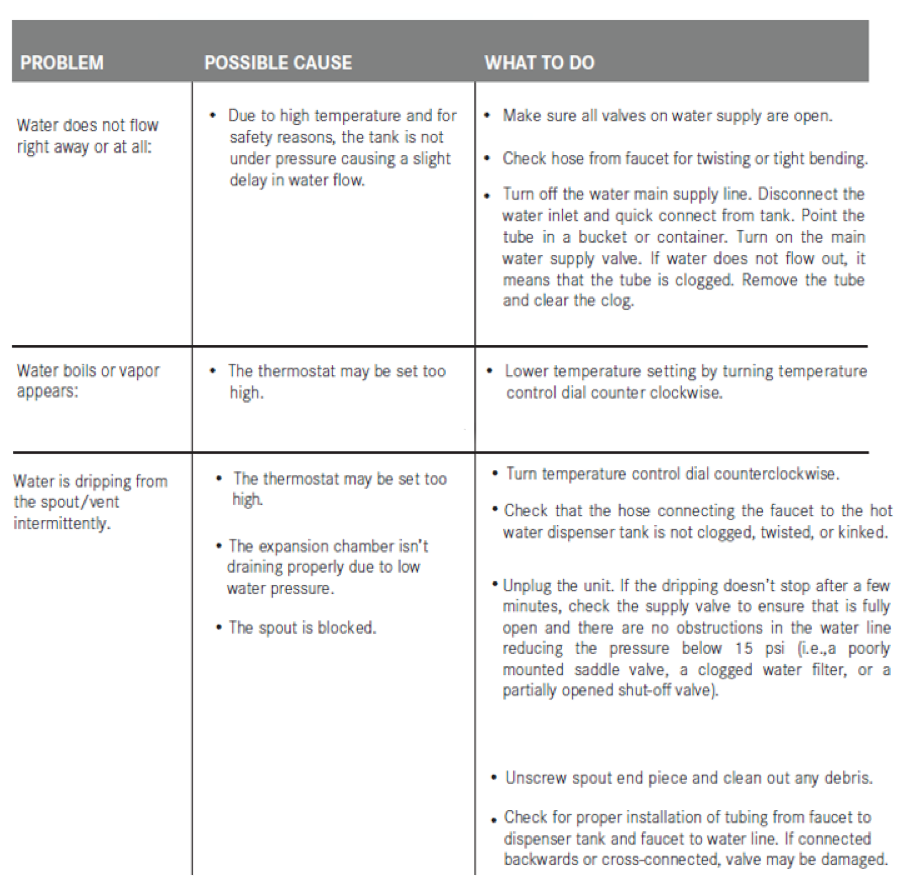 PROBLEM
POSSIBLE CAUSE
WHAT TO DO
Water does not flow
right away or at all:
• Due to high temperature and for
safety reasons, the tank is not
under pressure causing a slight
delay in water flow.
• Make sure all valves on water supply are open.
• Check hose from faucet for twisting or tight bending.
• Turn off the water main supply line. Disconnect the
water inlet and quick connect from tank. Point the
tube in a bucket or container. Turn on the main
water supply valve. If water does not flow out, it
means that the tube is clogged. Remove the tube
and clear the clog.
Water boils or vapor
appears:
• The thermostat may be set too
high.
• Lower temperature setting by turning temperature
control dial counter clockwise.
Water is dripping from
the spout/vent
intermittently.
• The thermostat may be set too
high.
• The expansion chamber isn't
draining properly due to low
water pressure.
• The spout is blocked.
• Turn temperature control dial counterclockwise.
• Check that the hose connecting the faucet to the hot
water dispenser tank is not clogged, twisted, or kinked.
• Unplug the unit. If the dripping doesn't stop after a few
minutes, check the supply valve to ensure that is fully
open and there are no obstructions in the water line
reducing the pressure below 15 psi (i.e.,a poorly
mounted saddle valve, a clogged water filter, or a
partially opened shut-off valve).
• Unscrew spout end piece and clean out any debris.
• Check for proper installation of tubing from faucet to
dispenser tank and faucet to water line. If connected
backwards or cross-connected, valve may be damaged.